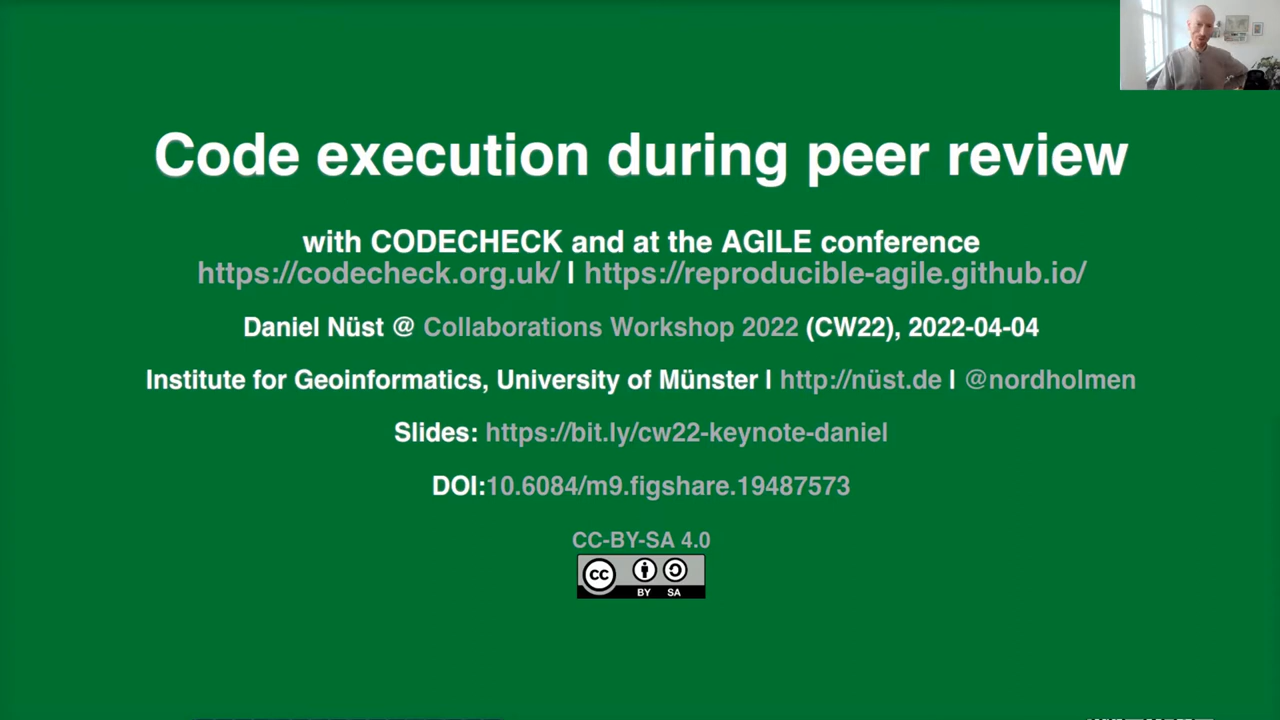 Code execution during peer review
with CODECHECK and at the AGILE conference
https://codecheck.org.uk/ | https://reproducible-agile.github.io/
Daniel Nüst @ Collaborations Workshop 2022 (CW22), 2022-04-04
Institute for Geoinformatics, University of Münster | http://nüst.de | @nordholmen
Slides: https://bit.ly/cw22-keynote-daniel
DOI:10.6084/m9.figshare.19487573
CC-BY-SA 4.0
CC BY SA